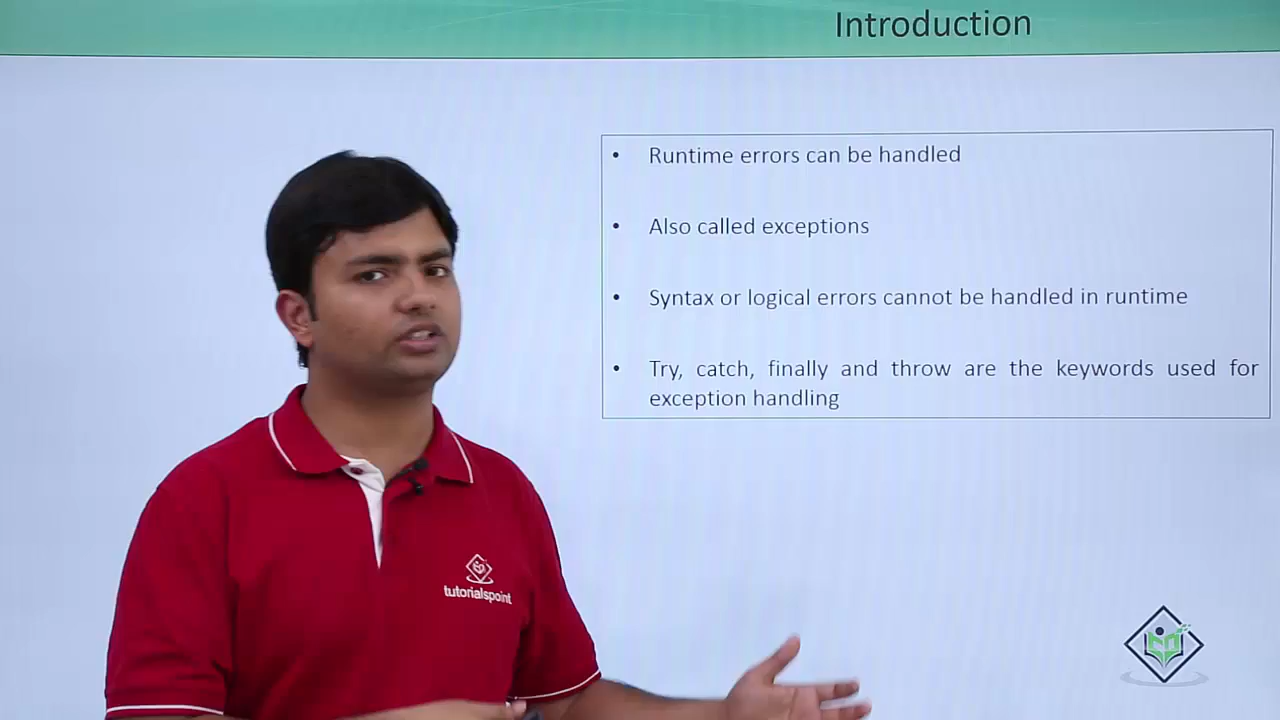 Introduction
• Runtime errors can be handled
• Also called exceptions
• Syntax or logical errors cannot be handled in runtime
• Try, catch, finally and throw are the keywords used for
exception handling
tutorialspoint